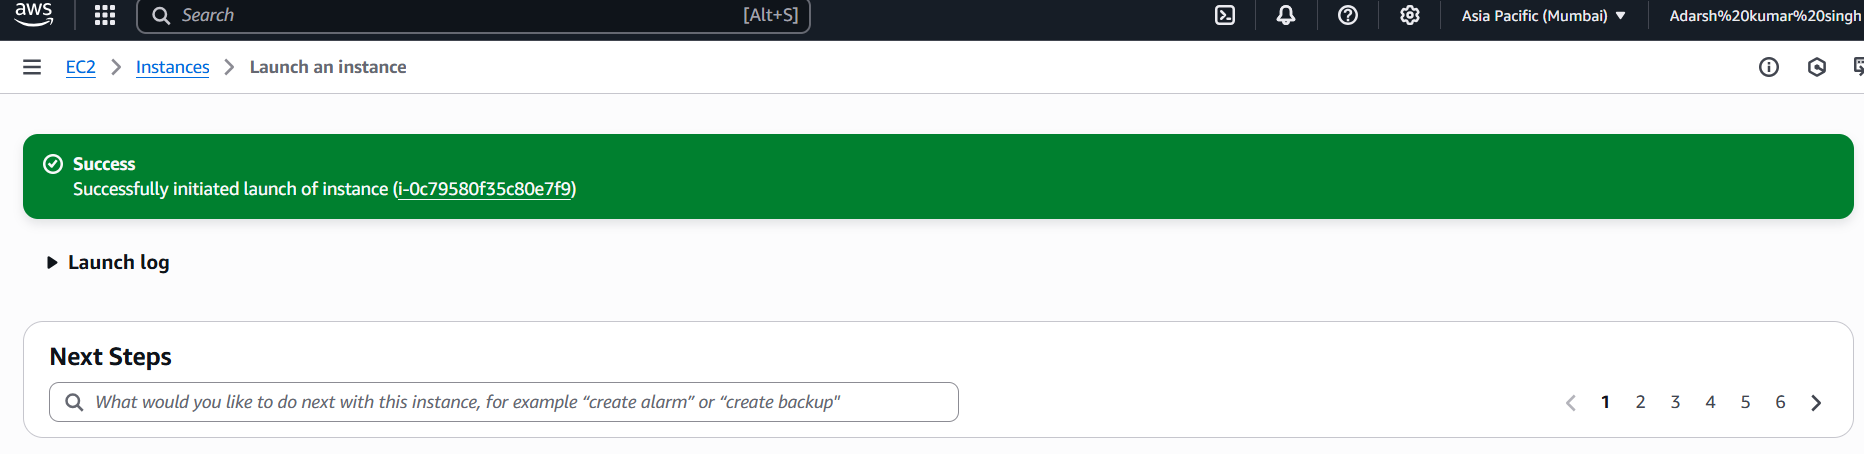 aws
Search [Alt+S] Asia Pacific (Mumbai) Adarsh%20kumar%20singh
EC2 Instances Launch an instance
Success
Successfully initiated launch of instance (i-0c79580f35c80e7f9)
Launch log
Next Steps
What would you like to do next with this instance, for example “create alarm” or “create backup"
1 2 3 4 5 6